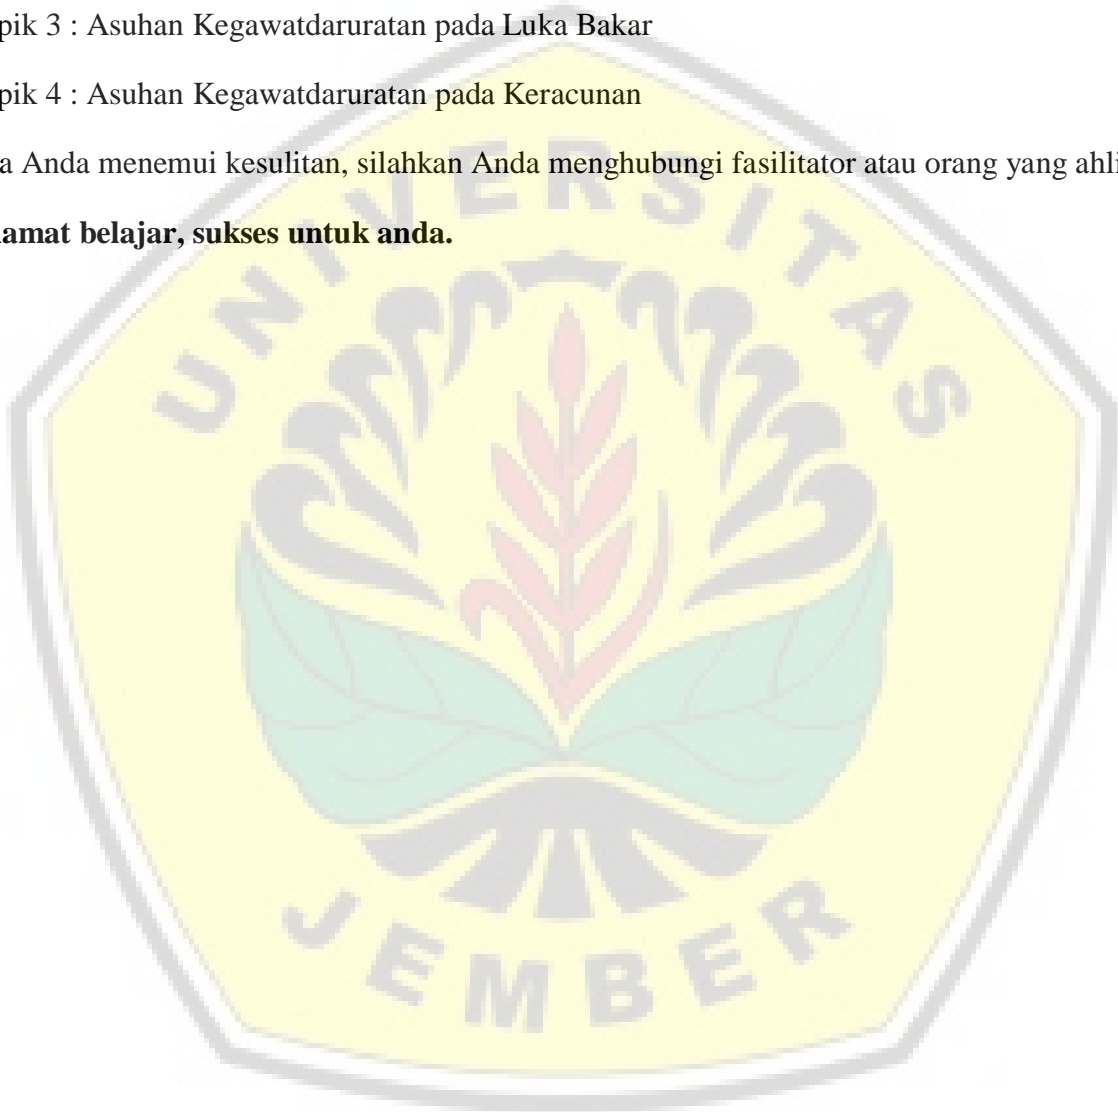 pik 3 : Asuhan Kegawatdaruratan pada Luka Bakar
pik 4 : Asuhan Kegawatdaruratan pada Keracunan
a Anda menemui kesulitan, silahkan Anda menghubungi fasilitator atau orang yang ahli
lamat belajar, sukses untuk anda.
UNIVERSITAS
JEMBER